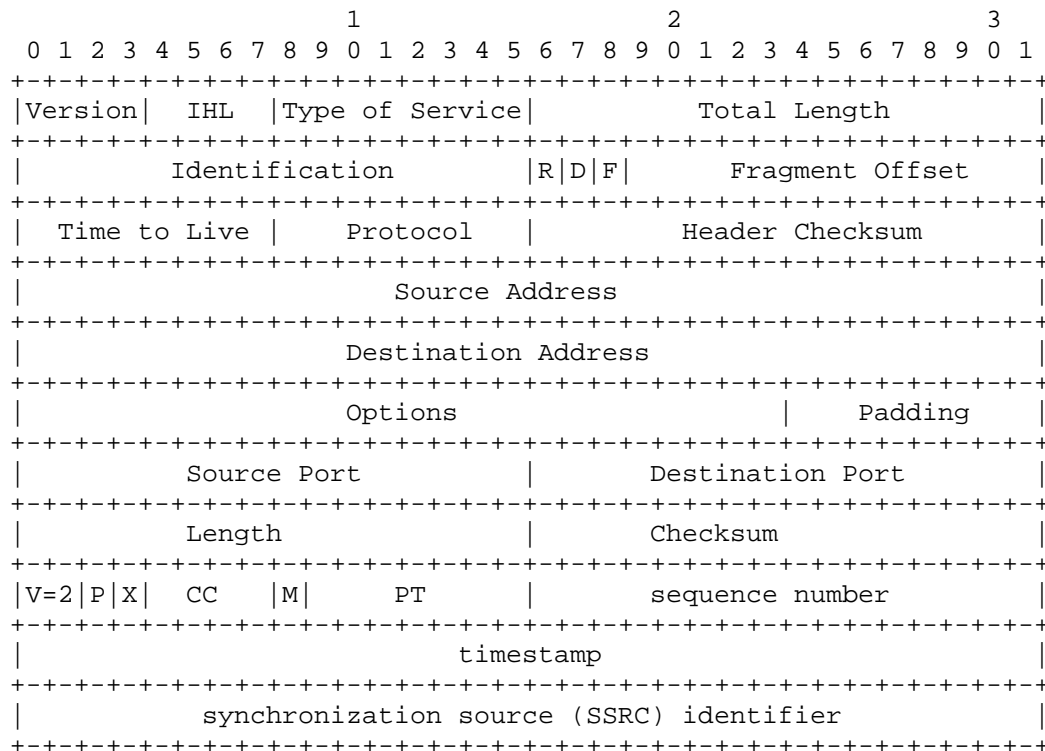 1                   2                   3
 0 1 2 3 4 5 6 7 8 9 0 1 2 3 4 5 6 7 8 9 0 1 2 3 4 5 6 7 8 9 0 1
+-+-+-+-+-+-+-+-+-+-+-+-+-+-+-+-+-+-+-+-+-+-+-+-+-+-+-+-+-+-+-+-+
|Version|  IHL  |Type of Service|          Total Length         |
+-+-+-+-+-+-+-+-+-+-+-+-+-+-+-+-+-+-+-+-+-+-+-+-+-+-+-+-+-+-+-+-+
|         Identification        |R|D|F|      Fragment Offset    |
+-+-+-+-+-+-+-+-+-+-+-+-+-+-+-+-+-+-+-+-+-+-+-+-+-+-+-+-+-+-+-+-+
|  Time to Live |    Protocol   |         Header Checksum       |
+-+-+-+-+-+-+-+-+-+-+-+-+-+-+-+-+-+-+-+-+-+-+-+-+-+-+-+-+-+-+-+-+
|                       Source Address                          |
+-+-+-+-+-+-+-+-+-+-+-+-+-+-+-+-+-+-+-+-+-+-+-+-+-+-+-+-+-+-+-+-+
|                    Destination Address                        |
+-+-+-+-+-+-+-+-+-+-+-+-+-+-+-+-+-+-+-+-+-+-+-+-+-+-+-+-+-+-+-+-+
|                    Options                    |    Padding    |
+-+-+-+-+-+-+-+-+-+-+-+-+-+-+-+-+-+-+-+-+-+-+-+-+-+-+-+-+-+-+-+-+
|          Source Port          |       Destination Port        |
+-+-+-+-+-+-+-+-+-+-+-+-+-+-+-+-+-+-+-+-+-+-+-+-+-+-+-+-+-+-+-+-+
|          Length               |       Checksum                |
+-+-+-+-+-+-+-+-+-+-+-+-+-+-+-+-+-+-+-+-+-+-+-+-+-+-+-+-+-+-+-+-+
|V=2|P|X|  CC   |M|     PT      |       sequence number         |
+-+-+-+-+-+-+-+-+-+-+-+-+-+-+-+-+-+-+-+-+-+-+-+-+-+-+-+-+-+-+-+-+
|                           timestamp                           |
+-+-+-+-+-+-+-+-+-+-+-+-+-+-+-+-+-+-+-+-+-+-+-+-+-+-+-+-+-+-+-+-+
|           synchronization source (SSRC) identifier            |
+-+-+-+-+-+-+-+-+-+-+-+-+-+-+-+-+-+-+-+-+-+-+-+-+-+-+-+-+-+-+-+-+